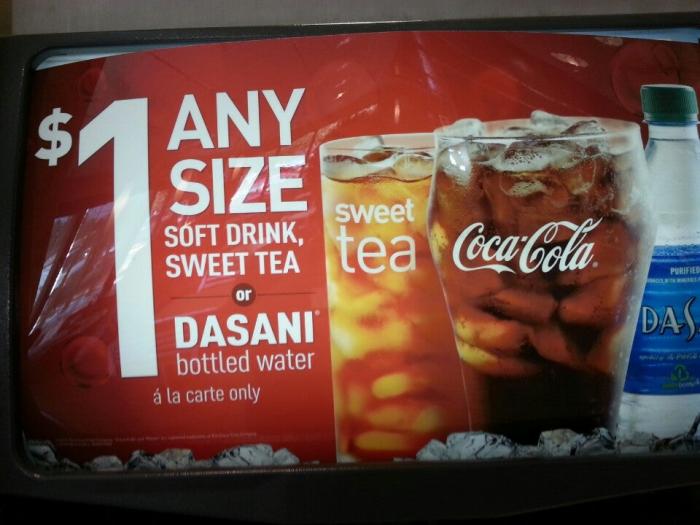 $1
ANY
SIZE
SOFT DRINK,
SWEET TEA
or
DASANI®
bottled water
á la carte only
sweet
tea
Coca-Cola®
PURIFIED
DAS